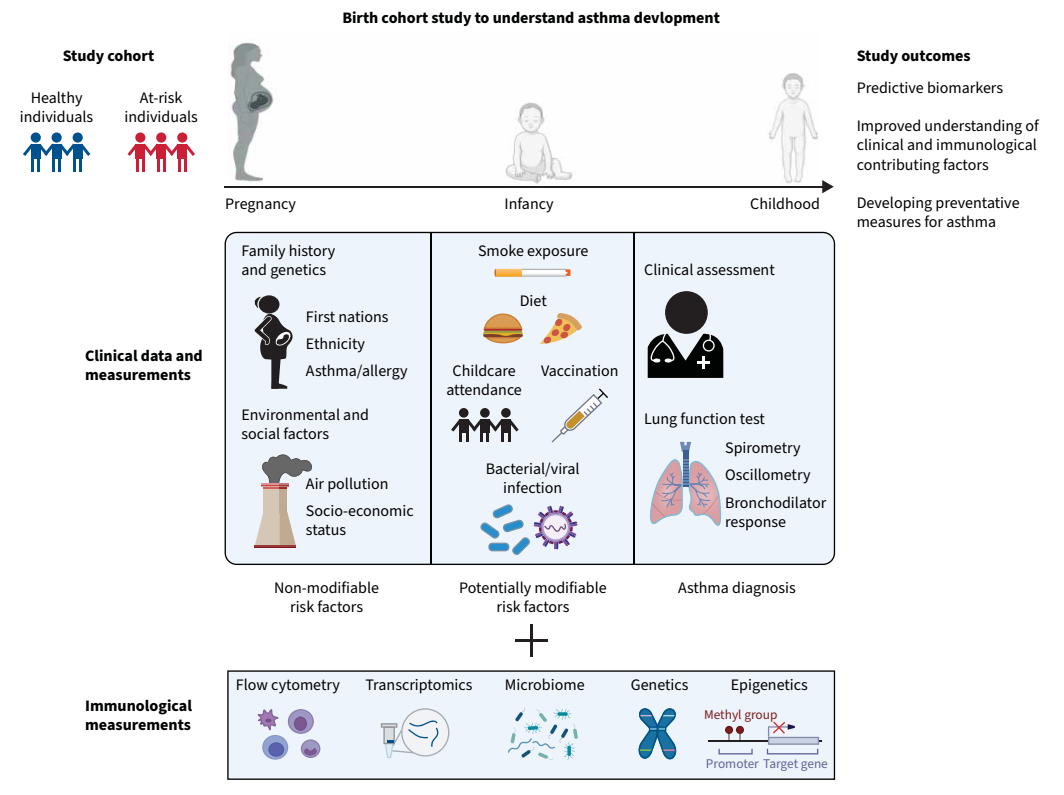 Birth cohort study to understand asthma devlopment
Study cohort
Healthy
individuals
At-risk
individuals
Pregnancy
Infancy
Childhood
Study outcomes
Predictive biomarkers
Improved understanding of
clinical and immunological
contributing factors
Developing preventative
measures for asthma
Clinical data and
measurements
Family history
and genetics
First nations
Ethnicity
Asthma/allergy
Environmental and
social factors
Air pollution
Socio-economic
status
Smoke exposure
Diet
Childcare
attendance
Vaccination
Bacterial/viral
infection
Clinical assessment
Lung function test
Spirometry
Oscillometry
Bronchodilator
response
Non-modifiable
risk factors
Potentially modifiable
risk factors
Asthma diagnosis
Immunological
measurements
Flow cytometry
Transcriptomics
Microbiome
Genetics
Epigenetics
Methyl group
Promoter
Target gene